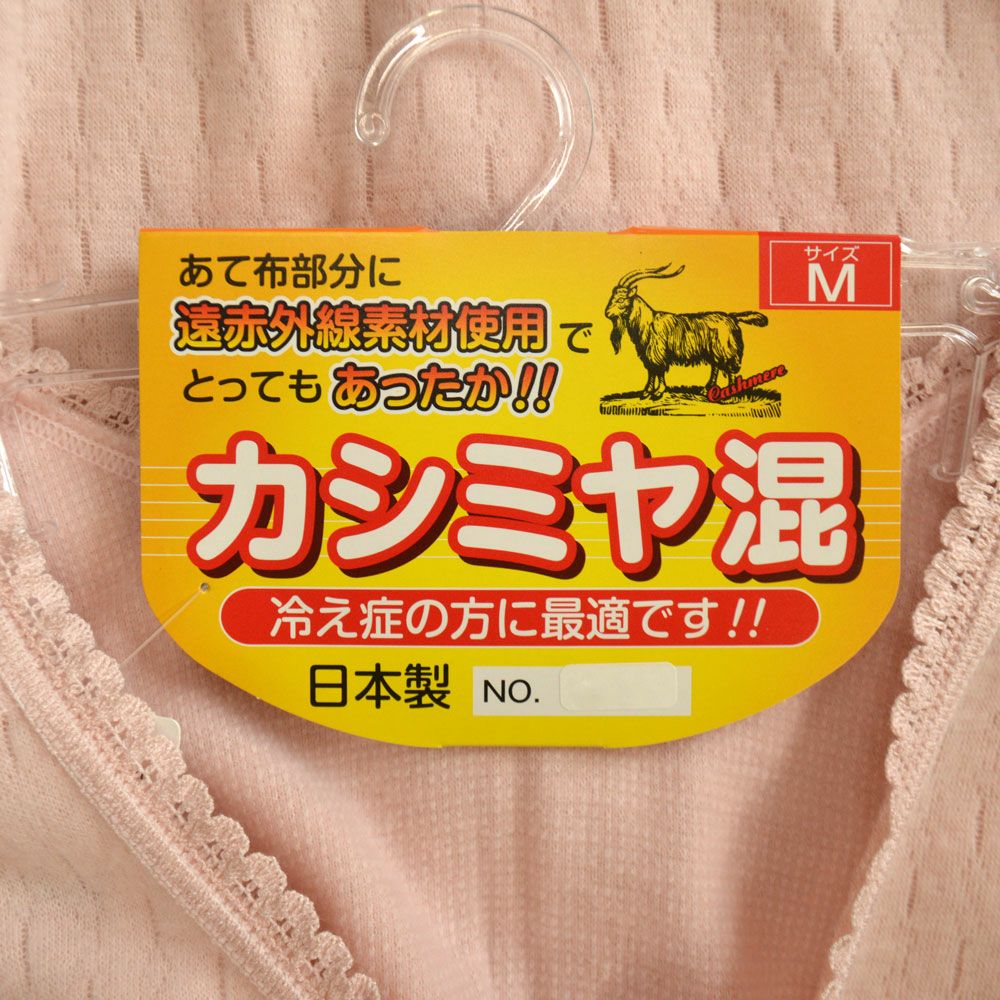 あて布部分に
遠赤外線素材使用で
とってもあったか!!
サイズ
M
Cashmere
カシミヤ混
冷え症の方に最適です!!
日本製 NO.